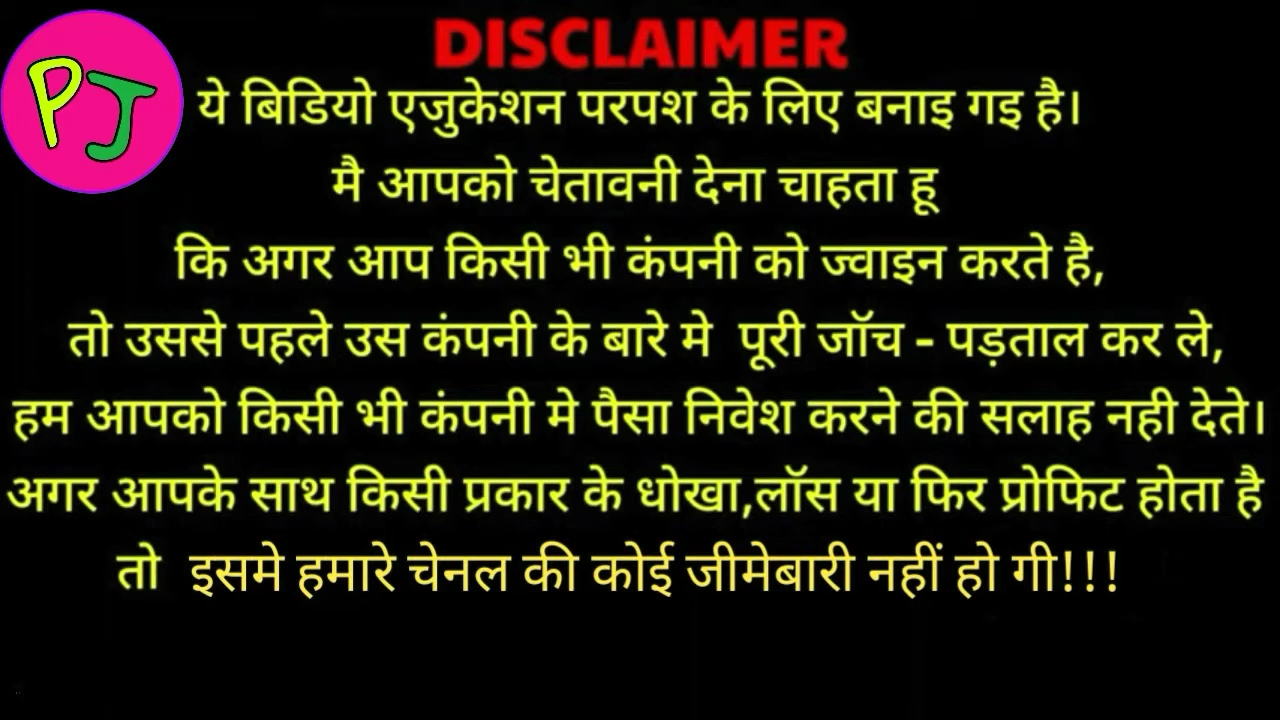 PJ
DISCLAIMER
ये बिडियो एजुकेशन परपश के लिए बनाइ गइ है।
मै आपको चेतावनी देना चाहता हू
कि अगर आप किसी भी कंपनी को ज्वाइन करते है,
तो उससे पहले उस कंपनी के बारे मे पूरी जॉच - पड़ताल कर ले,
हम आपको किसी भी कंपनी मे पैसा निवेश करने की सलाह नही देते।
अगर आपके साथ किसी प्रकार के धोखा,लॉस या फिर प्रोफिट होता है
तो इसमे हमारे चेनल की कोई जीमेबारी नहीं हो गी!!!